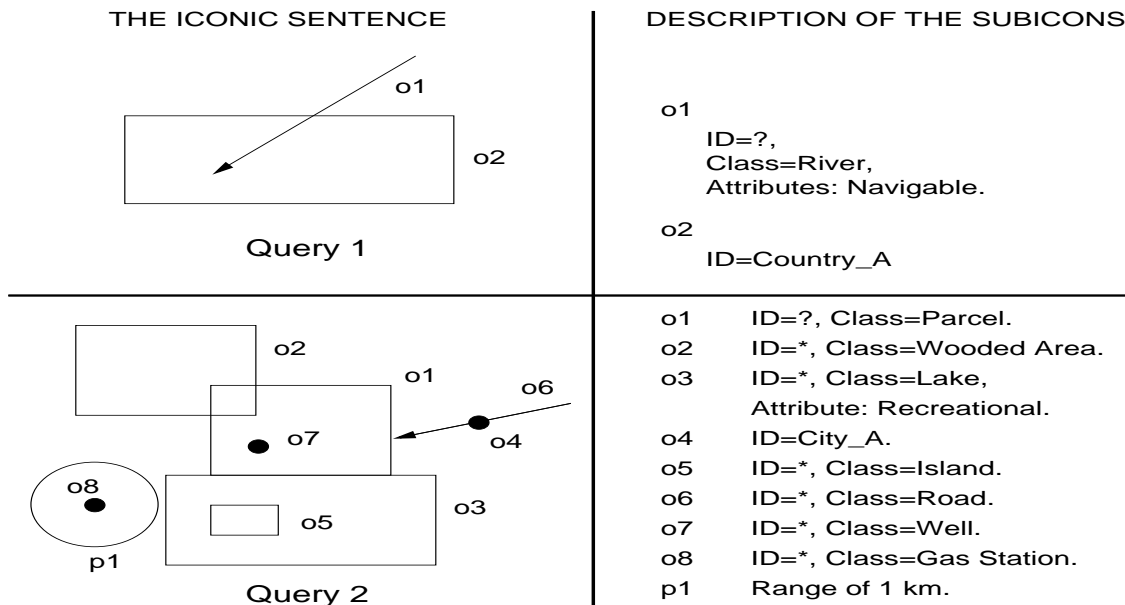 THE ICONIC SENTENCE
DESCRIPTION OF THE SUBICONS
o1
o2
Query 1
o1
ID=?,
Class=River,
Attributes: Navigable.
o2
ID=Country_A
o2
o1
o6
o7
o4
o8
o5
o3
p1
Query 2
o1 ID=?, Class=Parcel.
o2 ID=*, Class=Wooded Area.
o3 ID=*, Class=Lake,
Attribute: Recreational.
o4 ID=City_A.
o5 ID=*, Class=Island.
o6 ID=*, Class=Road.
o7 ID=*, Class=Well.
o8 ID=*, Class=Gas Station.
p1 Range of 1 km.